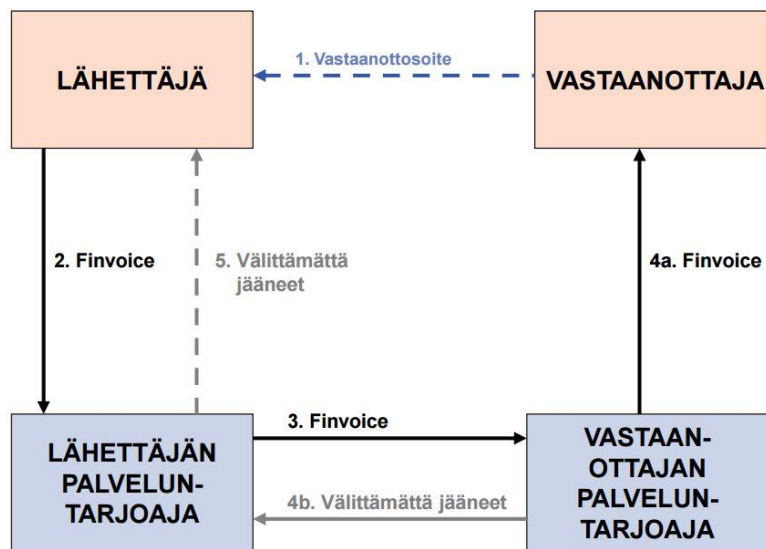 LÄHETTÄJÄ
1. Vastaanottosoite
VASTAANOTTAJA
2. Finvoice
5. Välittämättä
jääneet
4a. Finvoice
LÄHETTÄJÄN
PALVELUN-
TARJOAJA
3. Finvoice
4b. Välittämättä jääneet
VASTAAN-
OTTAJAN
PALVELUN-
TARJOAJA